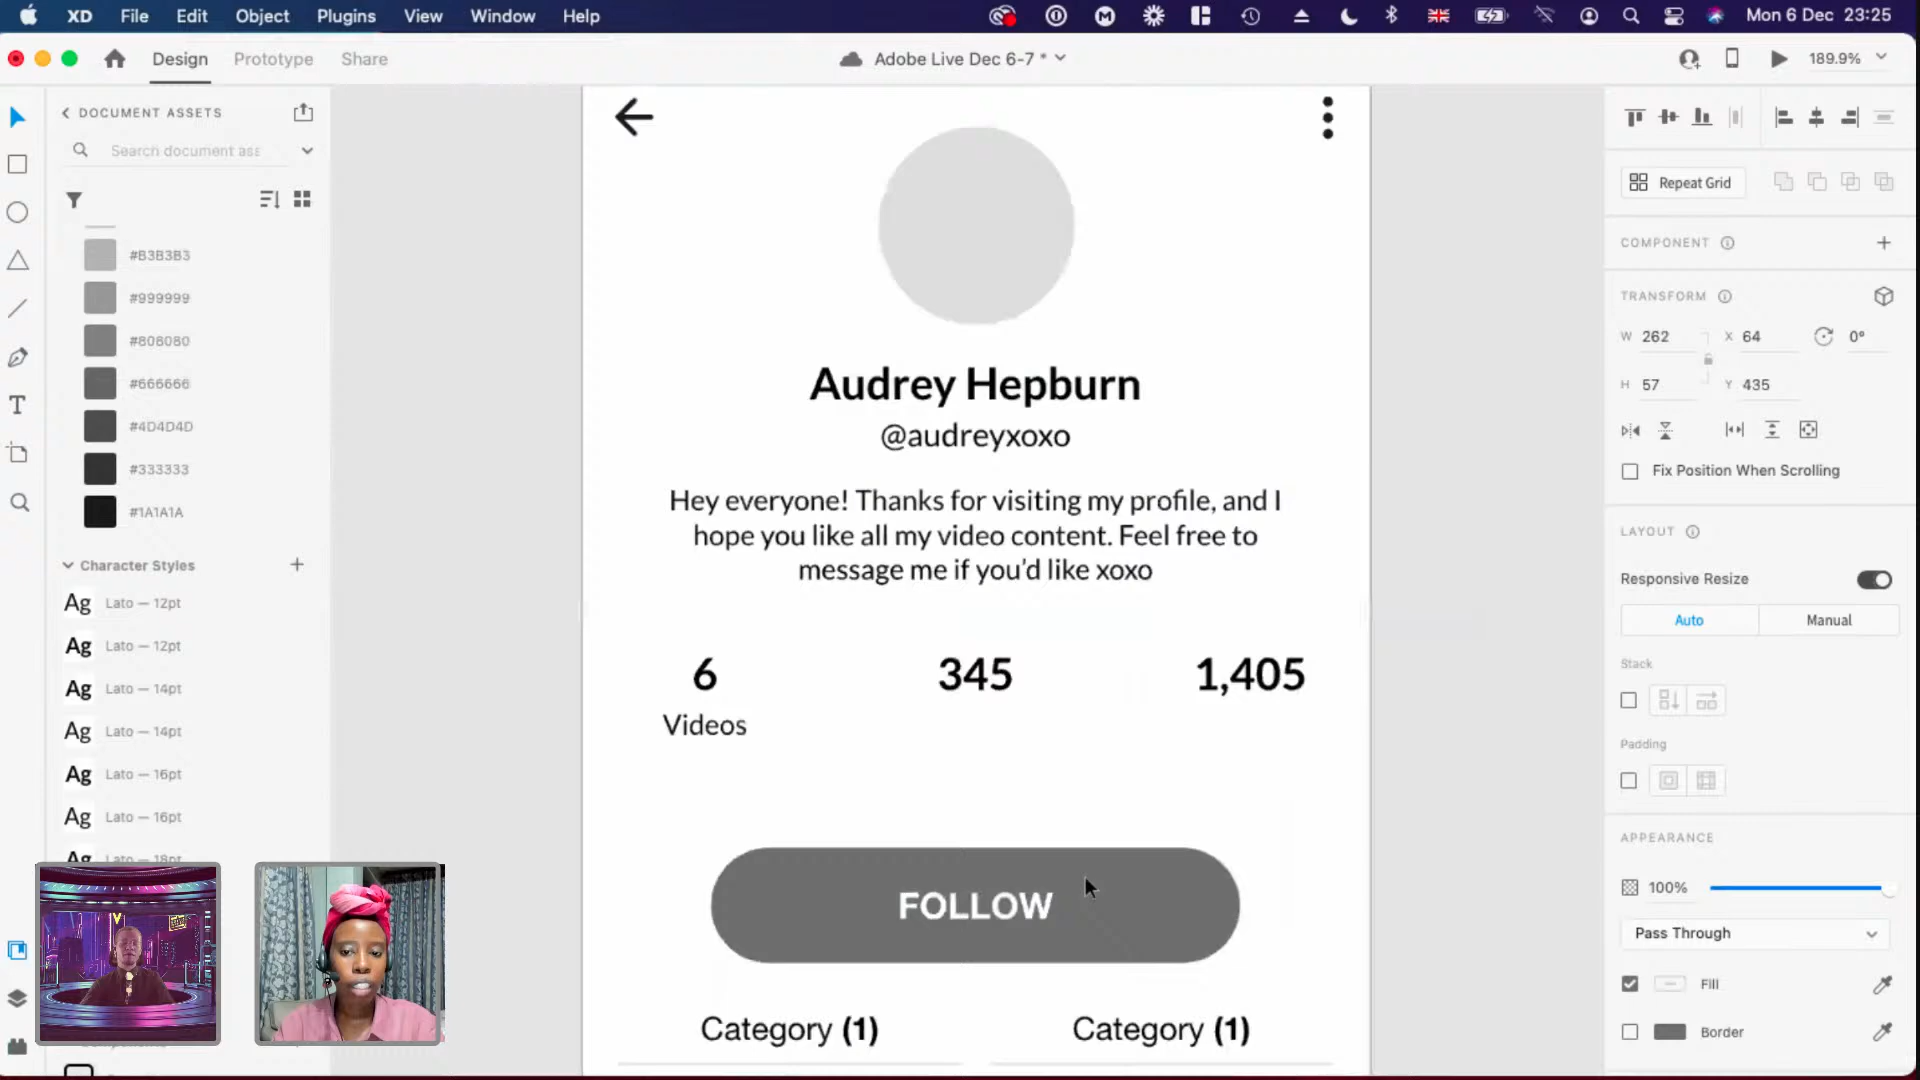 XD File Edit Object Plugins View Window Help
Mon 6 Dec 23:25
Design Prototype Share
Adobe Live Dec 6-7 *
189.9%
DOCUMENT ASSETS
Search document ass
#B3B3B3
#999999
#808080
#666666
#4D4D4D
#333333
#1A1A1A
Character Styles
Ag Lato – 12pt
Ag Lato – 12pt
Ag Lato – 14pt
Ag Lato – 14pt
Ag Lato – 16pt
Ag Lato – 16pt
Ag Lato – 18pt
Audrey Hepburn
@audreyxoxo
Hey everyone! Thanks for visiting my profile, and I
hope you like all my video content. Feel free to
message me if you'd like xoxo
6 345 1,405
Videos
FOLLOW
Category (1) Category (1)
Repeat Grid
COMPONENT
TRANSFORM
W 262 X 64 0°
H 57 Y 435
Fix Position When Scrolling
LAYOUT
Responsive Resize
Auto Manual
Stack
Padding
APPEARANCE
100%
Pass Through
Fill
Border